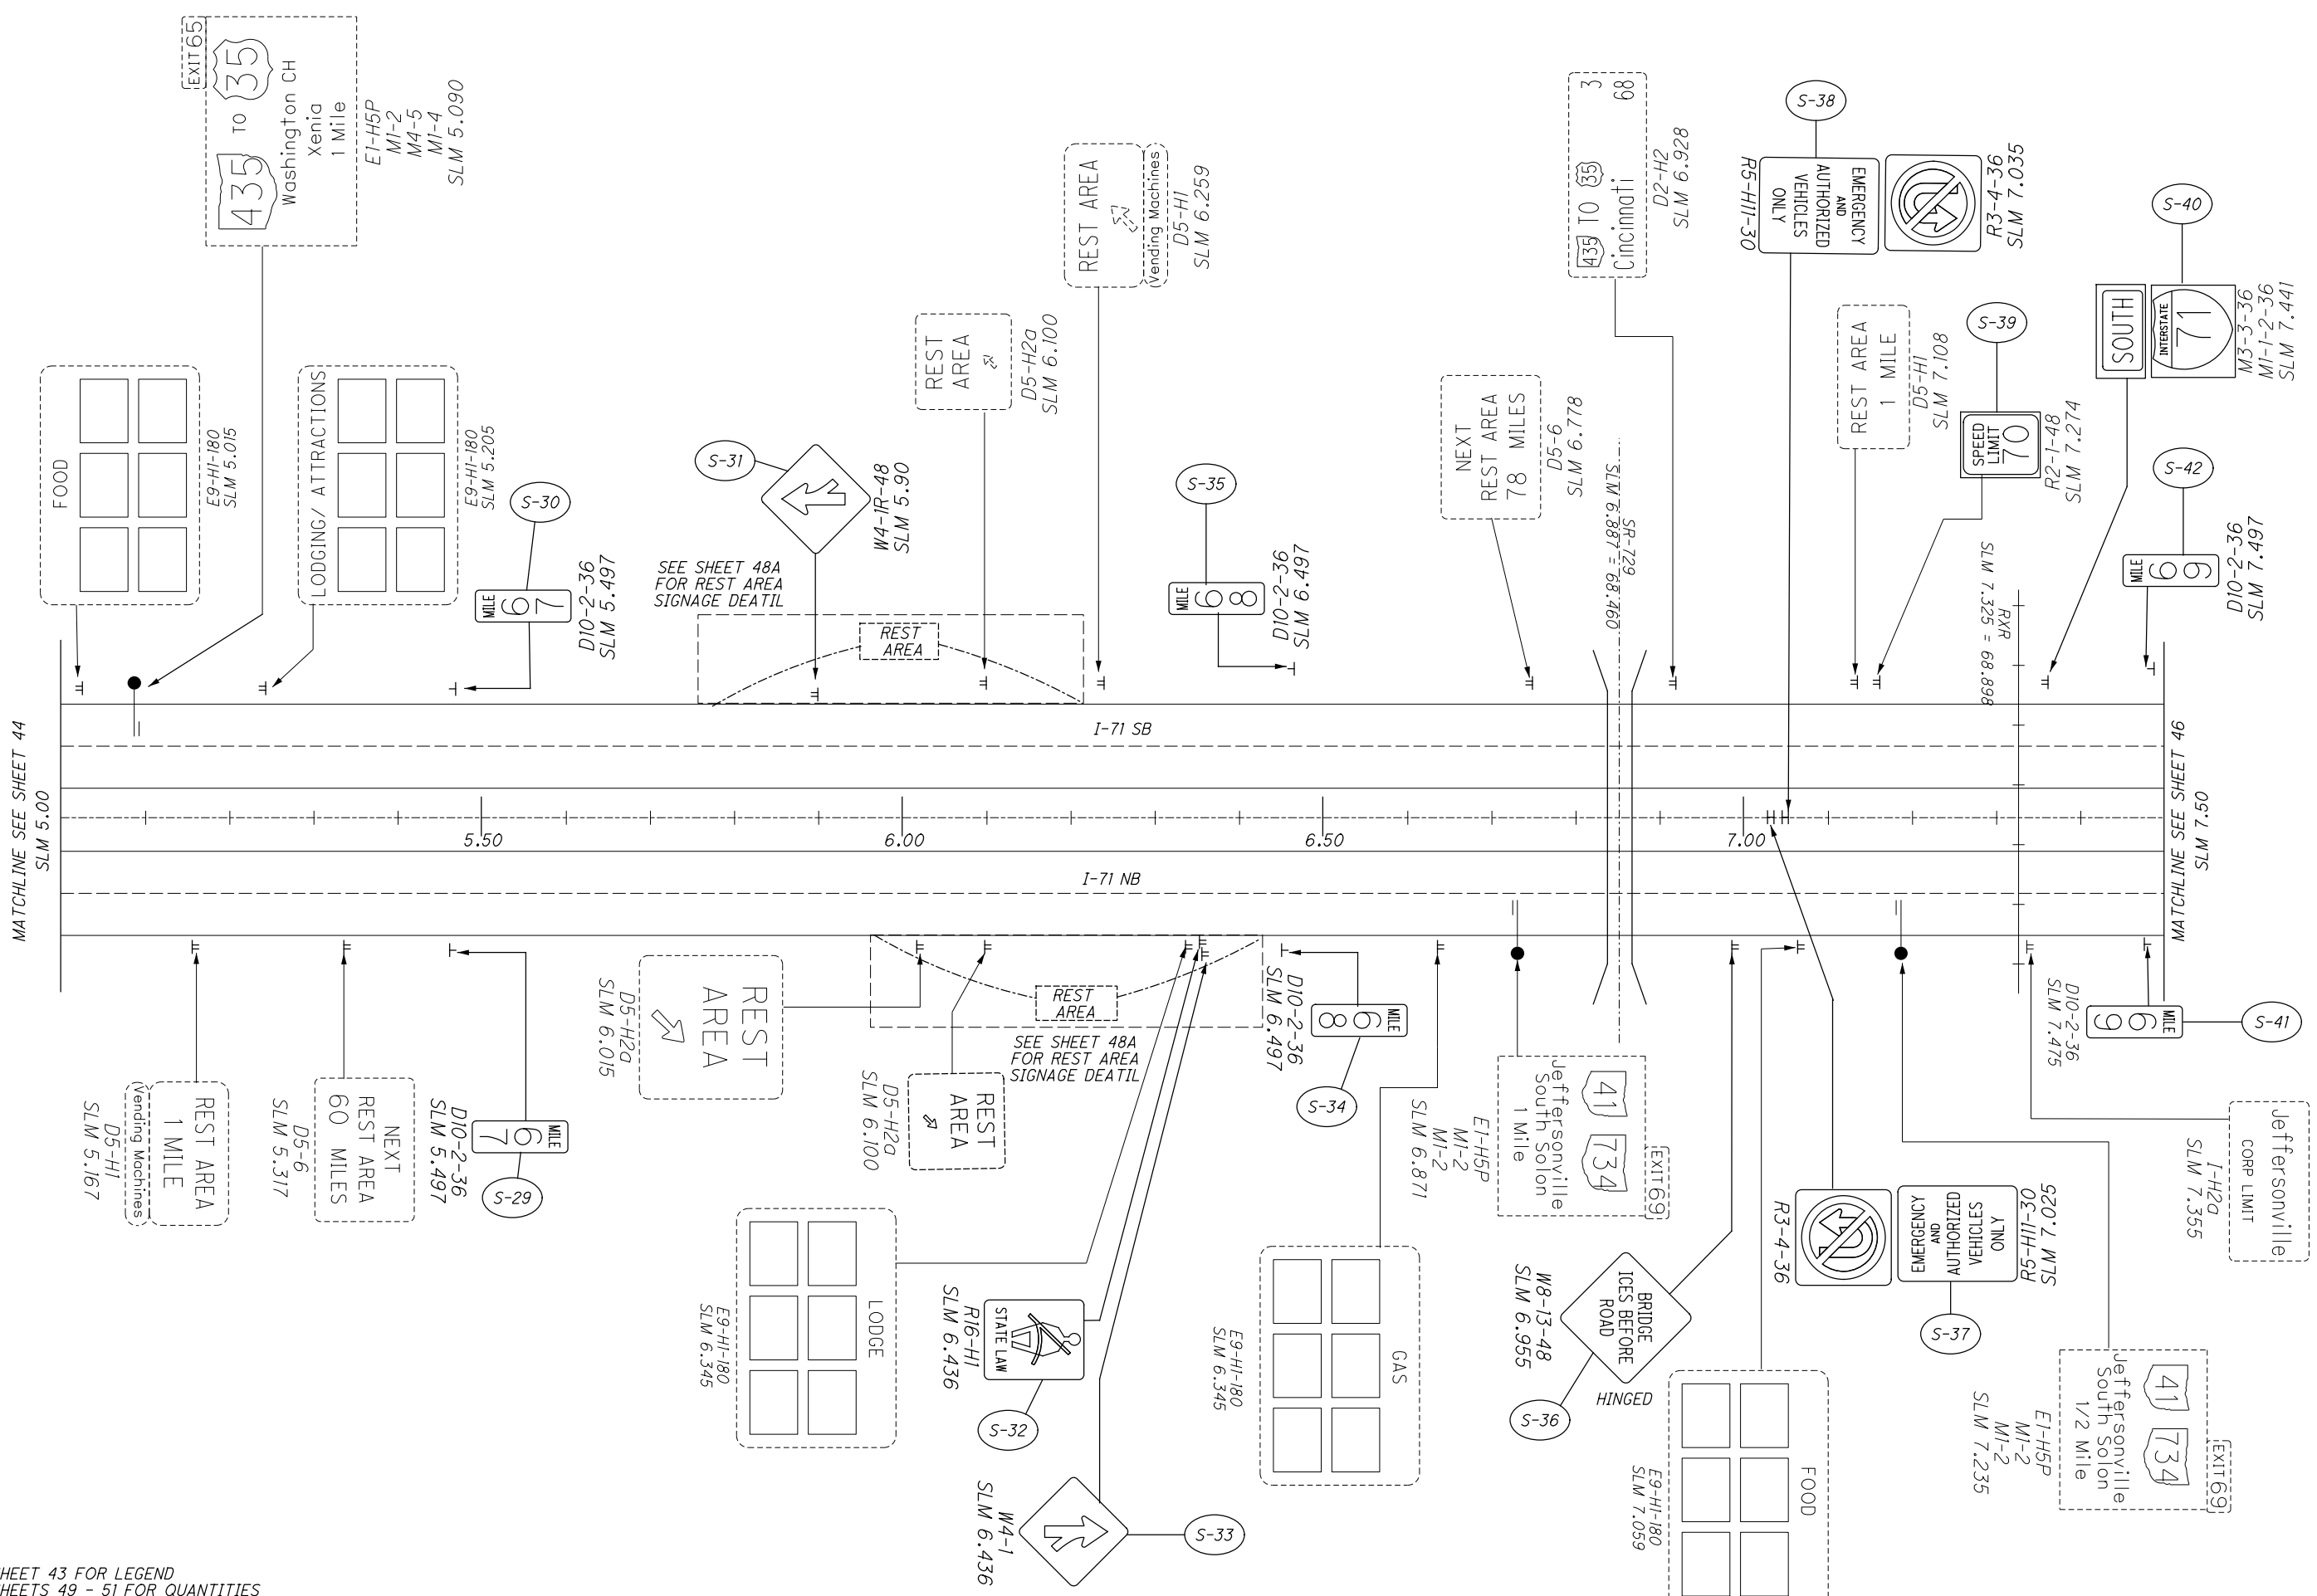 EXIT 65
435 TO 35
Washington CH
Xenia
1 Mile
E1-H5P
M1-2
M4-5
M1-4
SLM 5.090
FOOD
E9-H1-180
SLM 5.015
LODGING/ ATTRACTIONS
E9-H1-180
SLM 5.205
S-30
MILE
67
D10-2-36
SLM 5.497
S-31
W4-1R-48
SLM 5.90
SEE SHEET 48A
FOR REST AREA
SIGNAGE DEATIL
REST
AREA
REST
AREA
D5-H2a
SLM 6.100
REST AREA
Vending Machines
D5-H1
SLM 6.259
S-35
MILE
68
D10-2-36
SLM 6.497
NEXT
REST AREA
78 MILES
D5-6
SLM 6.778
435 TO 35 3
Cincinnati 68
D2-H2
SLM 6.928
SR-729
SLM 6.887 = 68.460
S-38
R5-H11-30
EMERGENCY
AND
AUTHORIZED
VEHICLES
ONLY
R3-4-36
SLM 7.035
REST AREA
1 MILE
D5-H1
SLM 7.108
S-39
SPEED
LIMIT
70
R2-1-48
SLM 7.274
RXR
SLM 7.325 = 68.898
S-40
SOUTH
INTERSTATE
71
M3-3-36
M1-1-2-36
SLM 7.441
S-42
MILE
69
D10-2-36
SLM 7.497
MATCHLINE SEE SHEET 44
SLM 5.00
I-71 SB
5.50
6.00
6.50
7.00
I-71 NB
MATCHLINE SEE SHEET 46
SLM 7.50
REST AREA
1 MILE
Vending Machines
D5-H1
SLM 5.167
NEXT
REST AREA
60 MILES
D5-6
SLM 5.317
MILE
67
D10-2-36
SLM 5.497
S-29
REST
AREA
D5-H2a
SLM 6.015
REST
AREA
SEE SHEET 48A
FOR REST AREA
SIGNAGE DEATIL
REST
AREA
D5-H2a
SLM 6.100
LODGE
E9-H1-180
SLM 6.345
STATE LAW
R16-H1
SLM 6.436
S-32
W4-1
SLM 6.436
S-33
MILE
68
D10-2-36
SLM 6.497
S-34
GAS
E9-H1-180
SLM 6.345
EXIT 69
41 734
Jeffersonville
South Solon
1 Mile
E1-H5P
M1-2
M1-2
SLM 6.871
BRIDGE
ICES BEFORE
ROAD
W8-13-48
SLM 6.955
HINGED
S-36
FOOD
E9-H1-180
SLM 7.059
R3-4-36
EMERGENCY
AND
AUTHORIZED
VEHICLES
ONLY
R5-H11-30
SLM 7.025
S-37
EXIT 69
41 734
Jeffersonville
South Solon
1/2 Mile
E1-H5P
M1-2
M1-2
SLM 7.235
Jeffersonville
CORP LIMIT
I-H2a
SLM 7.355
MILE
69
D10-2-36
SLM 7.475
S-41
HEET 43 FOR LEGEND
HEETS 49 - 51 FOR QUANTITIES